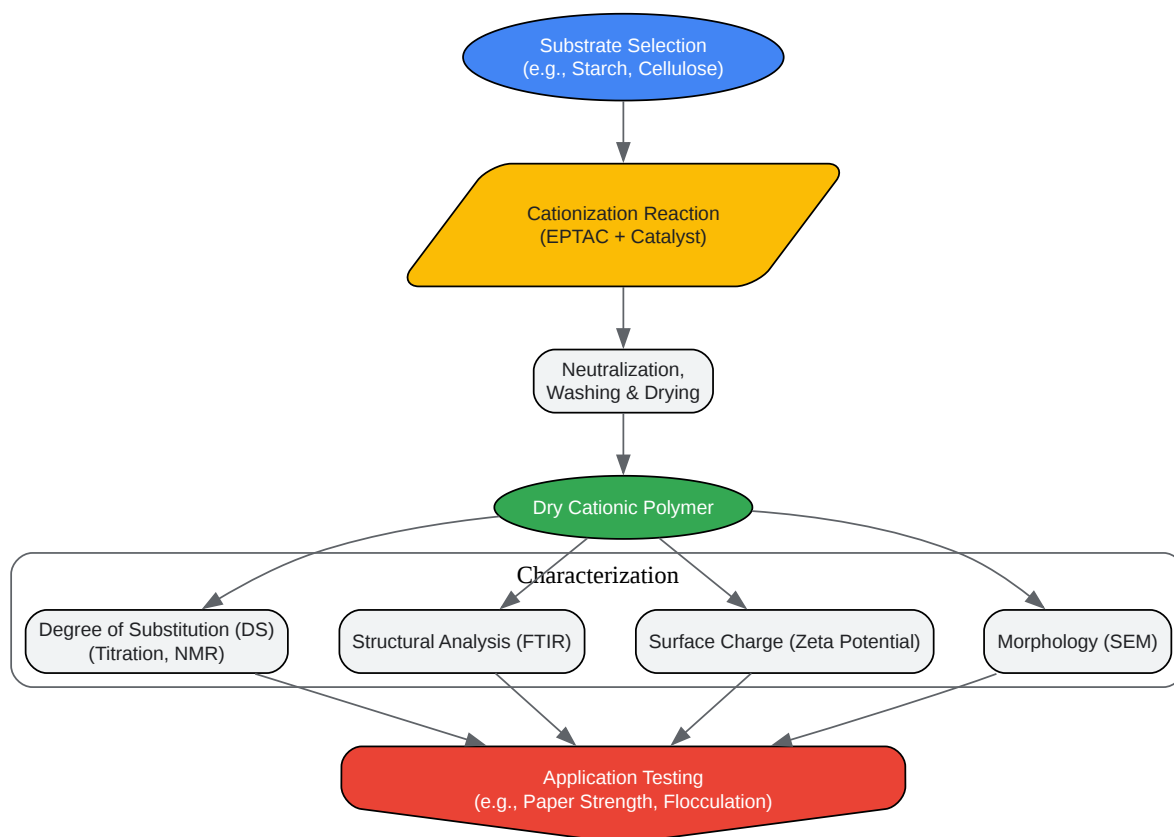 Substrate Selection
(e.g., Starch, Cellulose)
Cationization Reaction
(EPTAC + Catalyst)
Neutralization,
Washing & Drying
Dry Cationic Polymer
Characterization
Degree of Substitution (DS)
(Titration, NMR)
Structural Analysis (FTIR)
Surface Charge (Zeta Potential)
Morphology (SEM)
Application Testing
(e.g., Paper Strength, Flocculation)